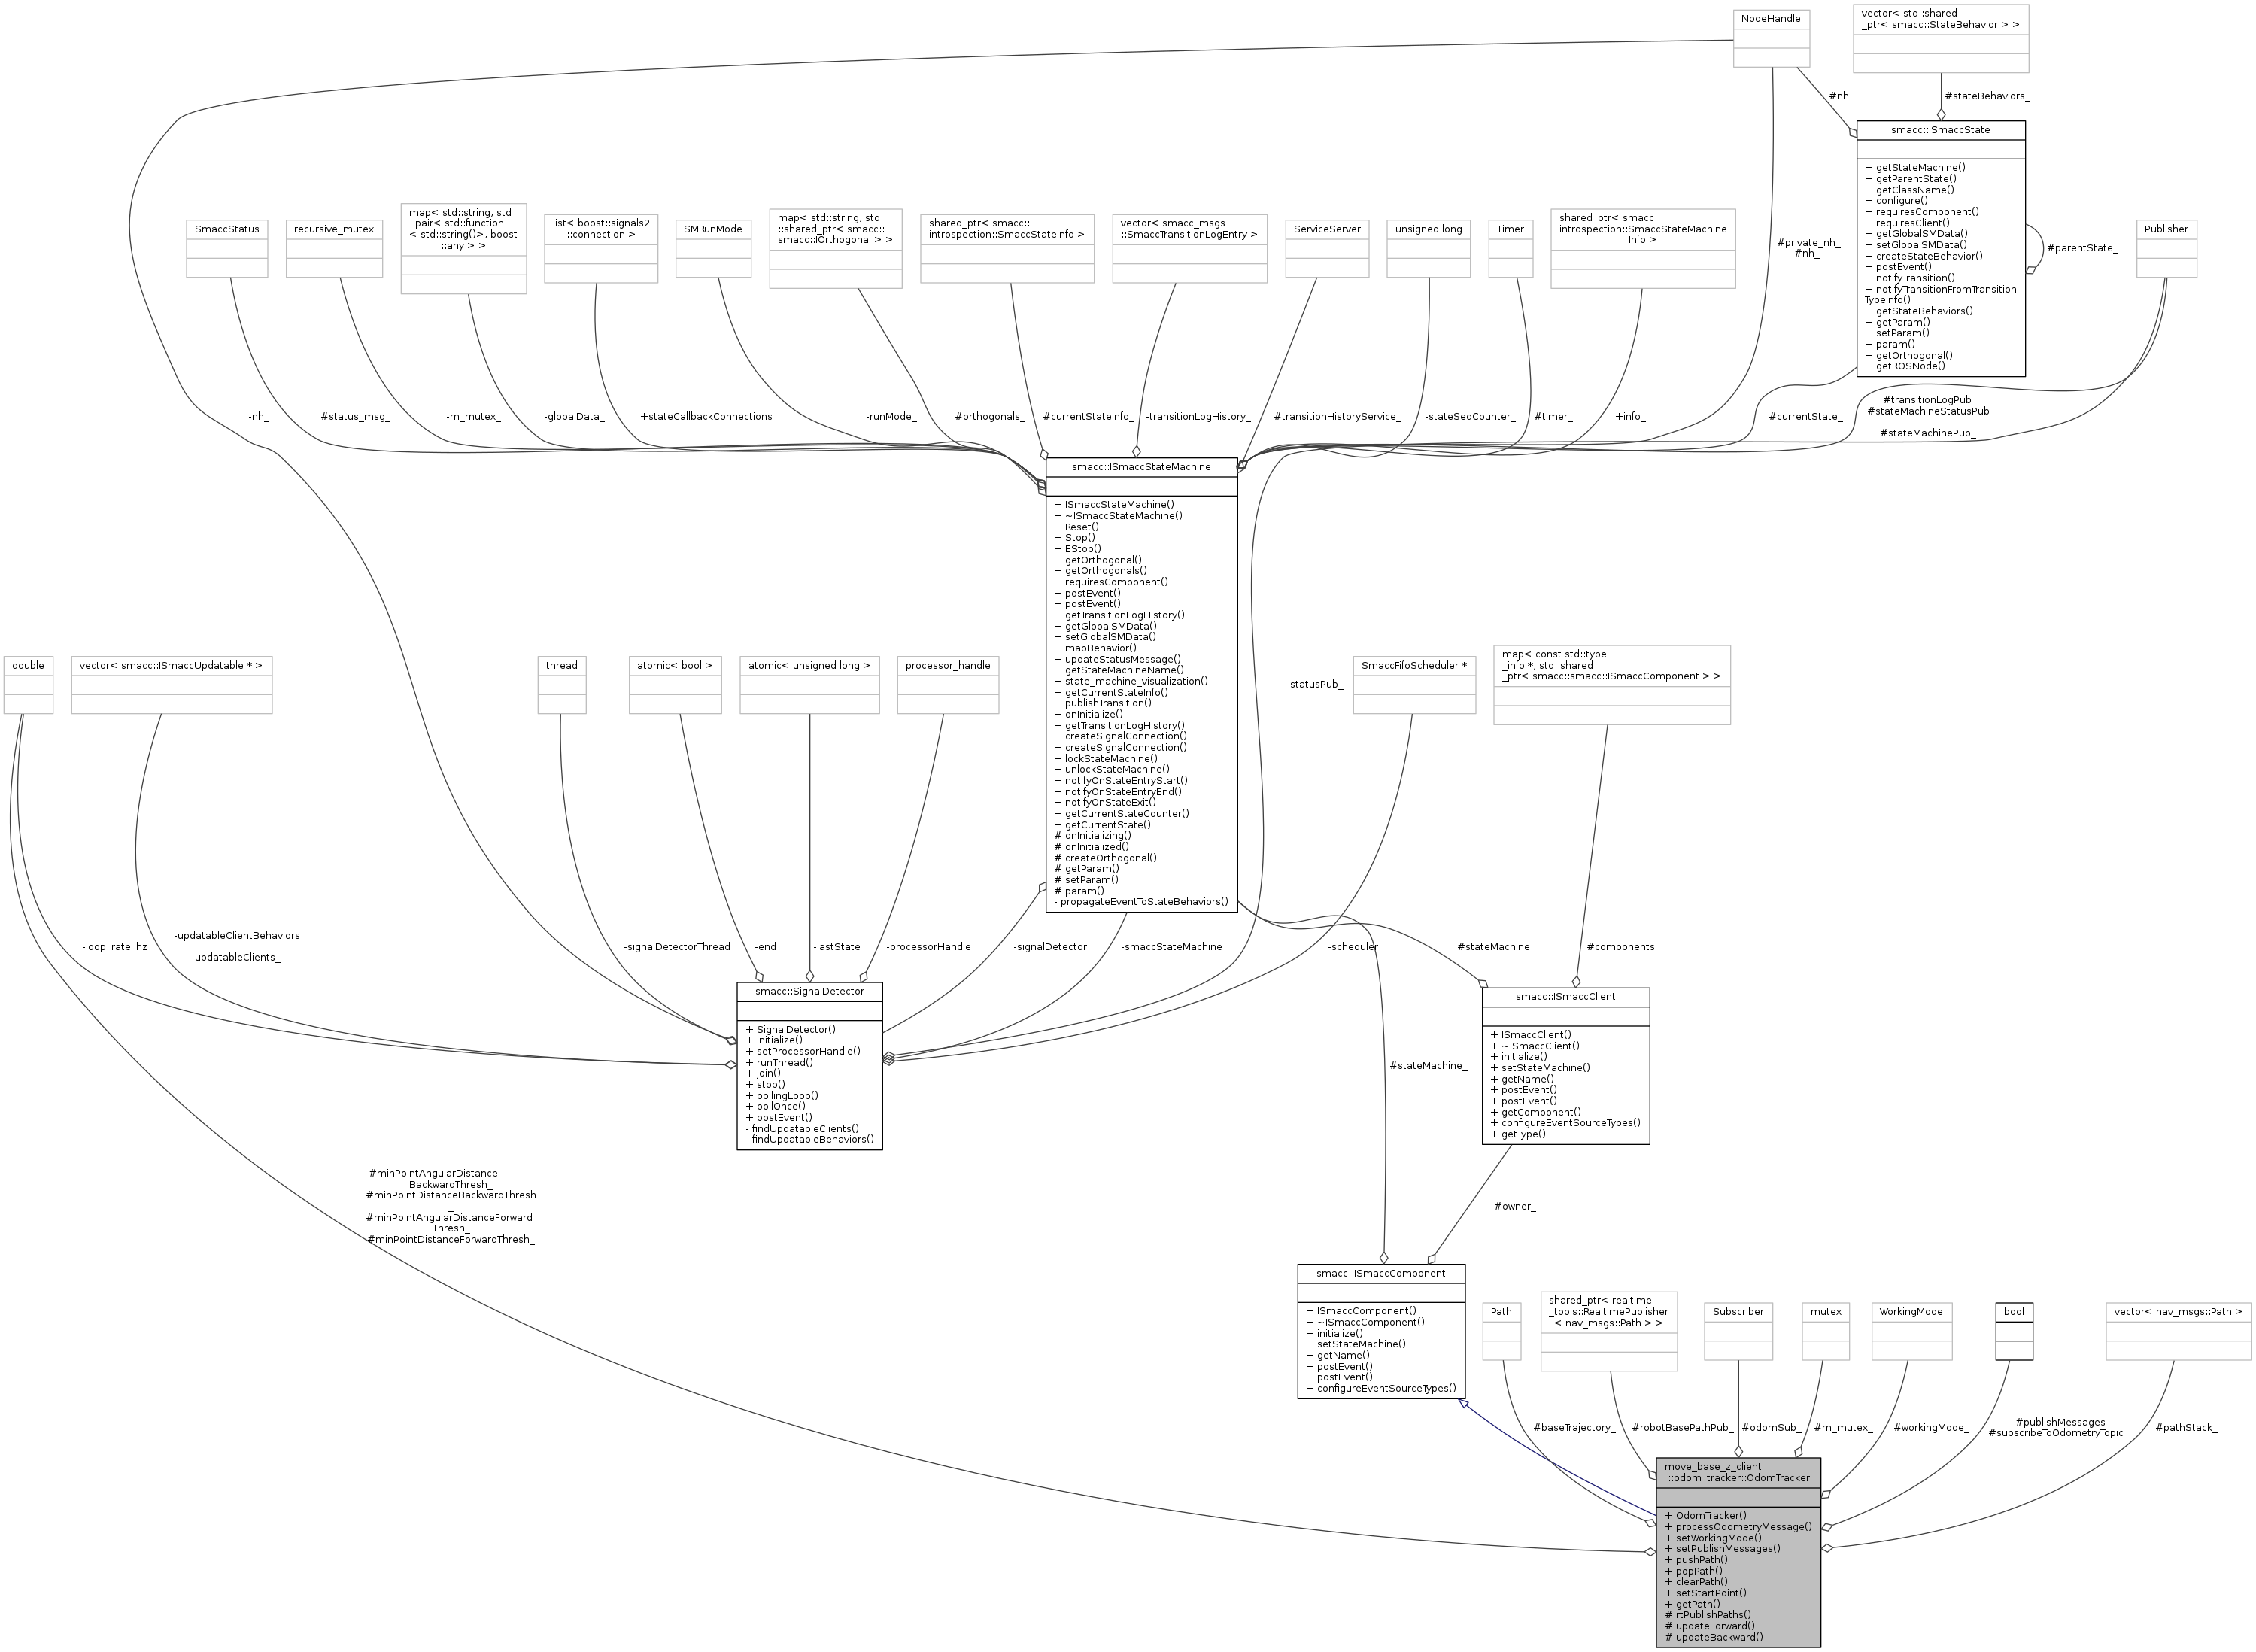 NodeHandle
vector< std::shared
_ptr< smacc::StateBehavior > >
#nh
#stateBehaviors_
smacc::ISmaccState
+ getStateMachine()
+ getParentState()
+ getClassName()
+ configure()
+ requiresComponent()
+ requiresClient()
+ getGlobalSMData()
+ setGlobalSMData()
+ createStateBehavior()
+ postEvent()
+ notifyTransition()
+ notifyTransitionFromTransition
TypeInfo()
+ getStateBehaviors()
+ getParam()
+ setParam()
+ param()
+ getOrthogonal()
+ getROSNode()
#parentState_
SmaccStatus
recursive_mutex
map< std::string, std
::pair< std::function
< std::string()>, boost
::any > >
list< boost::signals2
::connection >
SMRunMode
map< std::string, std
::shared_ptr< smacc::
smacc::IOrthogonal > >
shared_ptr< smacc::
introspection::SmaccStateInfo >
vector< smacc_msgs
::SmaccTransitionLogEntry >
ServiceServer
unsigned long
Timer
shared_ptr< smacc::
introspection::SmaccStateMachine
Info >
#private_nh_
#nh_
Publisher
-nh_
#status_msg_
-m_mutex_
-globalData_
+stateCallbackConnections
-runMode_
#orthogonals_
#currentStateInfo_
-transitionLogHistory_
#transitionHistoryService_
-stateSeqCounter_
#timer_
+info_
#currentState_
#transitionLogPub_
#stateMachineStatusPub
_
#stateMachinePub_
smacc::ISmaccStateMachine
+ ISmaccStateMachine()
+ ~ISmaccStateMachine()
+ Reset()
+ Stop()
+ EStop()
+ getOrthogonal()
+ getOrthogonals()
+ requiresComponent()
+ postEvent()
+ postEvent()
+ getTransitionLogHistory()
+ getGlobalSMData()
+ setGlobalSMData()
+ mapBehavior()
+ updateStatusMessage()
+ getStateMachineName()
+ state_machine_visualization()
+ getCurrentStateInfo()
+ publishTransition()
+ onInitialize()
+ getTransitionLogHistory()
+ createSignalConnection()
+ createSignalConnection()
+ lockStateMachine()
+ unlockStateMachine()
+ notifyOnStateEntryStart()
+ notifyOnStateEntryEnd()
+ notifyOnStateExit()
+ getCurrentStateCounter()
+ getCurrentState()
# onInitializing()
# onInitialized()
# createOrthogonal()
# getParam()
# setParam()
# param()
- propagateEventToStateBehaviors()
double
vector< smacc::ISmaccUpdatable * >
thread
atomic< bool >
atomic< unsigned long >
processor_handle
-statusPub_
SmaccFifoScheduler *
map< const std::type
_info *, std::shared
_ptr< smacc::smacc::ISmaccComponent > >
-loop_rate_hz
-updatableClientBehaviors
_
-updatableClients_
-signalDetectorThread_
-end_
-lastState_
-processorHandle_
-signalDetector_
-smaccStateMachine_
-scheduler_
#stateMachine_
#components_
smacc::SignalDetector
+ SignalDetector()
+ initialize()
+ setProcessorHandle()
+ runThread()
+ join()
+ stop()
+ pollingLoop()
+ pollOnce()
+ postEvent()
- findUpdatableClients()
- findUpdatableBehaviors()
smacc::ISmaccClient
+ ISmaccClient()
+ ~ISmaccClient()
+ initialize()
+ setStateMachine()
+ getName()
+ postEvent()
+ postEvent()
+ getComponent()
+ configureEventSourceTypes()
+ getType()
#stateMachine_
#minPointAngularDistance
BackwardThresh_
#minPointDistanceBackwardThresh
_
#minPointAngularDistanceForward
Thresh_
#minPointDistanceForwardThresh_
#owner_
smacc::ISmaccComponent
+ ISmaccComponent()
+ ~ISmaccComponent()
+ initialize()
+ setStateMachine()
+ getName()
+ postEvent()
+ postEvent()
+ configureEventSourceTypes()
Path
shared_ptr< realtime
_tools::RealtimePublisher
< nav_msgs::Path > >
Subscriber
mutex
WorkingMode
bool
vector< nav_msgs::Path >
#baseTrajectory_
#robotBasePathPub_
#odomSub_
#m_mutex_
#workingMode_
#publishMessages
#subscribeToOdometryTopic_
#pathStack_
move_base_z_client
::odom_tracker::OdomTracker
+ OdomTracker()
+ processOdometryMessage()
+ setWorkingMode()
+ setPublishMessages()
+ pushPath()
+ popPath()
+ clearPath()
+ setStartPoint()
+ getPath()
# rtPublishPaths()
# updateForward()
# updateBackward()